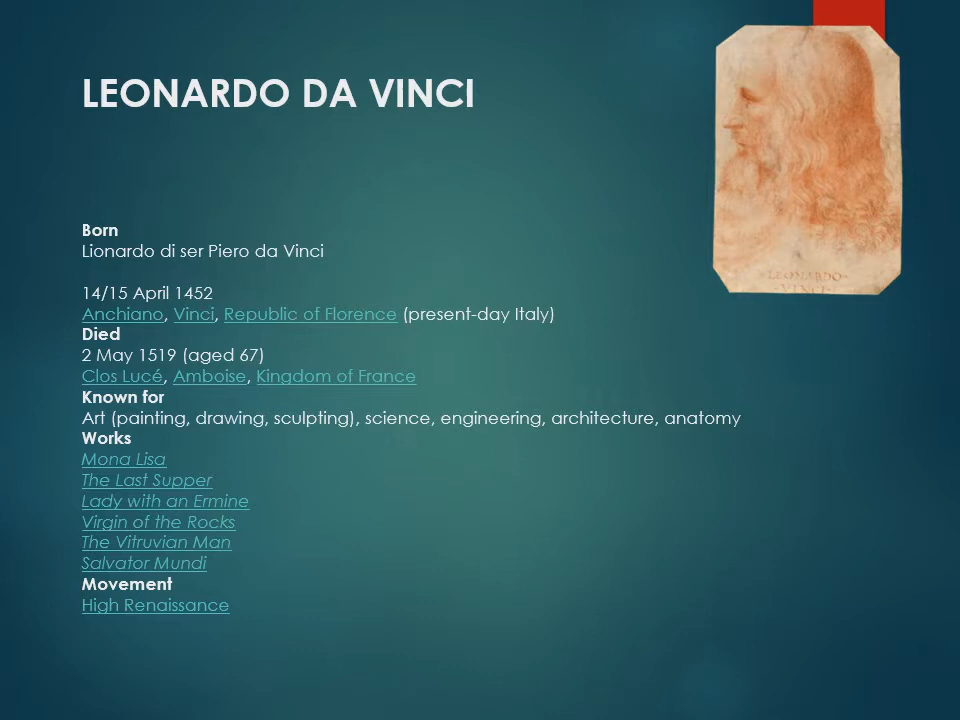 LEONARDO DA VINCI
LEONARDO
VINCI
Born
Lionardo di ser Piero da Vinci
14/15 April 1452
Anchiano, Vinci, Republic of Florence (present-day Italy)
Died
2 May 1519 (aged 67)
Clos Lucé, Amboise, Kingdom of France
Known for
Art (painting, drawing, sculpting), science, engineering, architecture, anatomy
Works
Mona Lisa
The Last Supper
Lady with an Ermine
Virgin of the Rocks
The Vitruvian Man
Salvator Mundi
Movement
High Renaissance